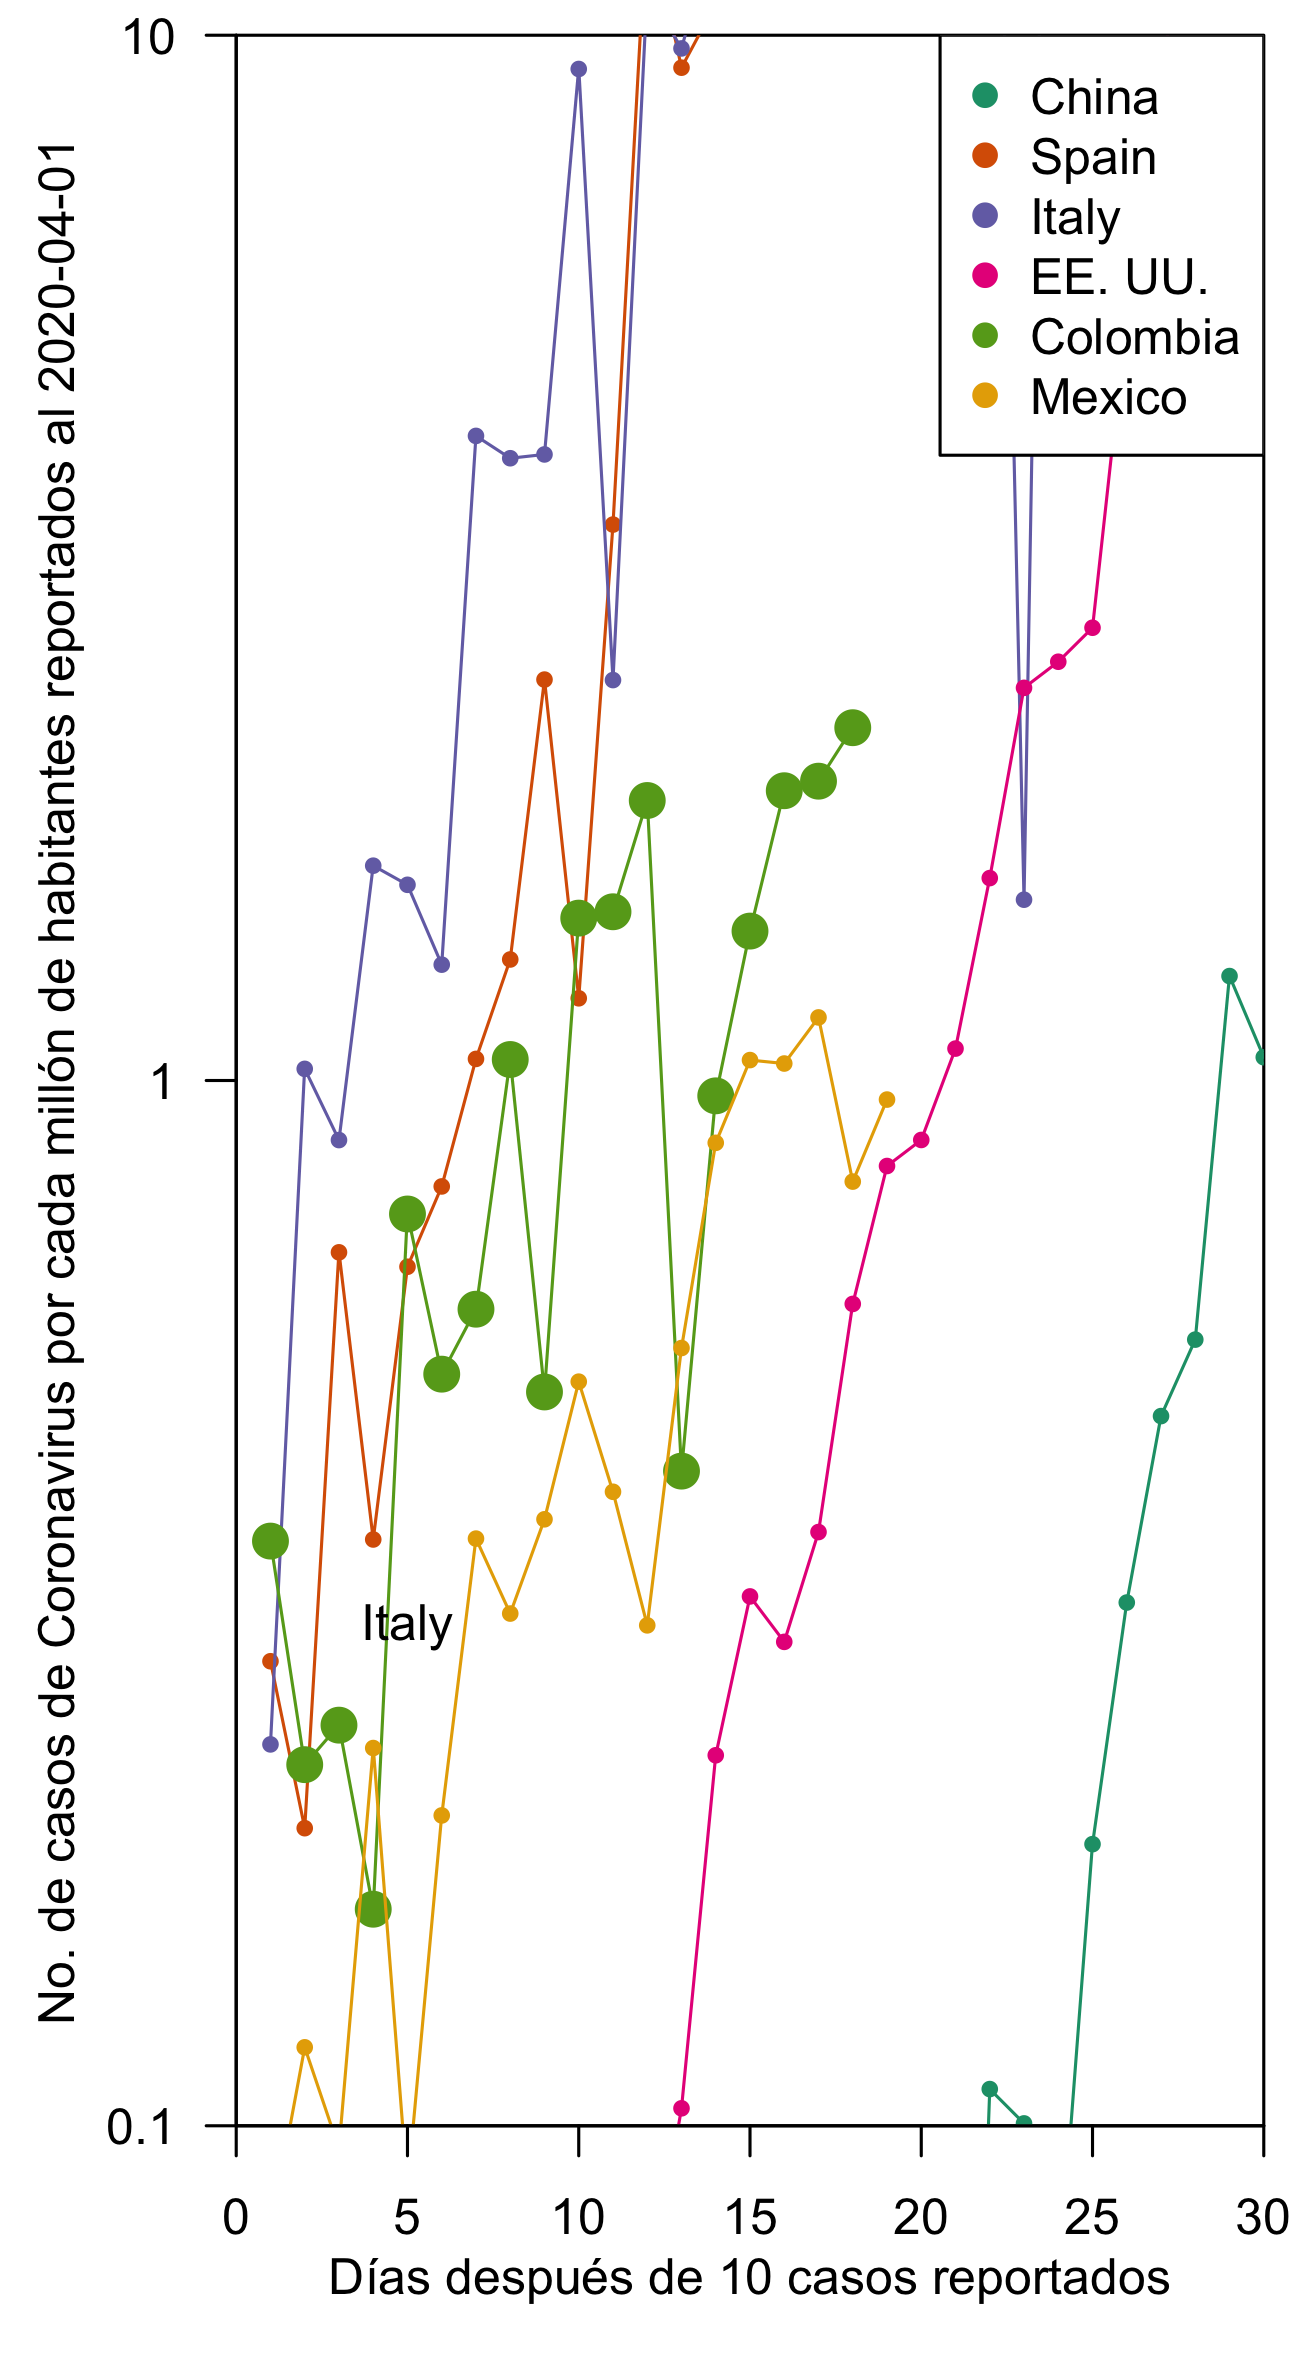 No. de casos de Coronavirus por cada millón de habitantes reportados al 2020-04-01
10
1
0.1
China
Spain
Italy
EE. UU.
Colombia
Mexico
Italy
0 5 10 15 20 25 30
Días después de 10 casos reportados